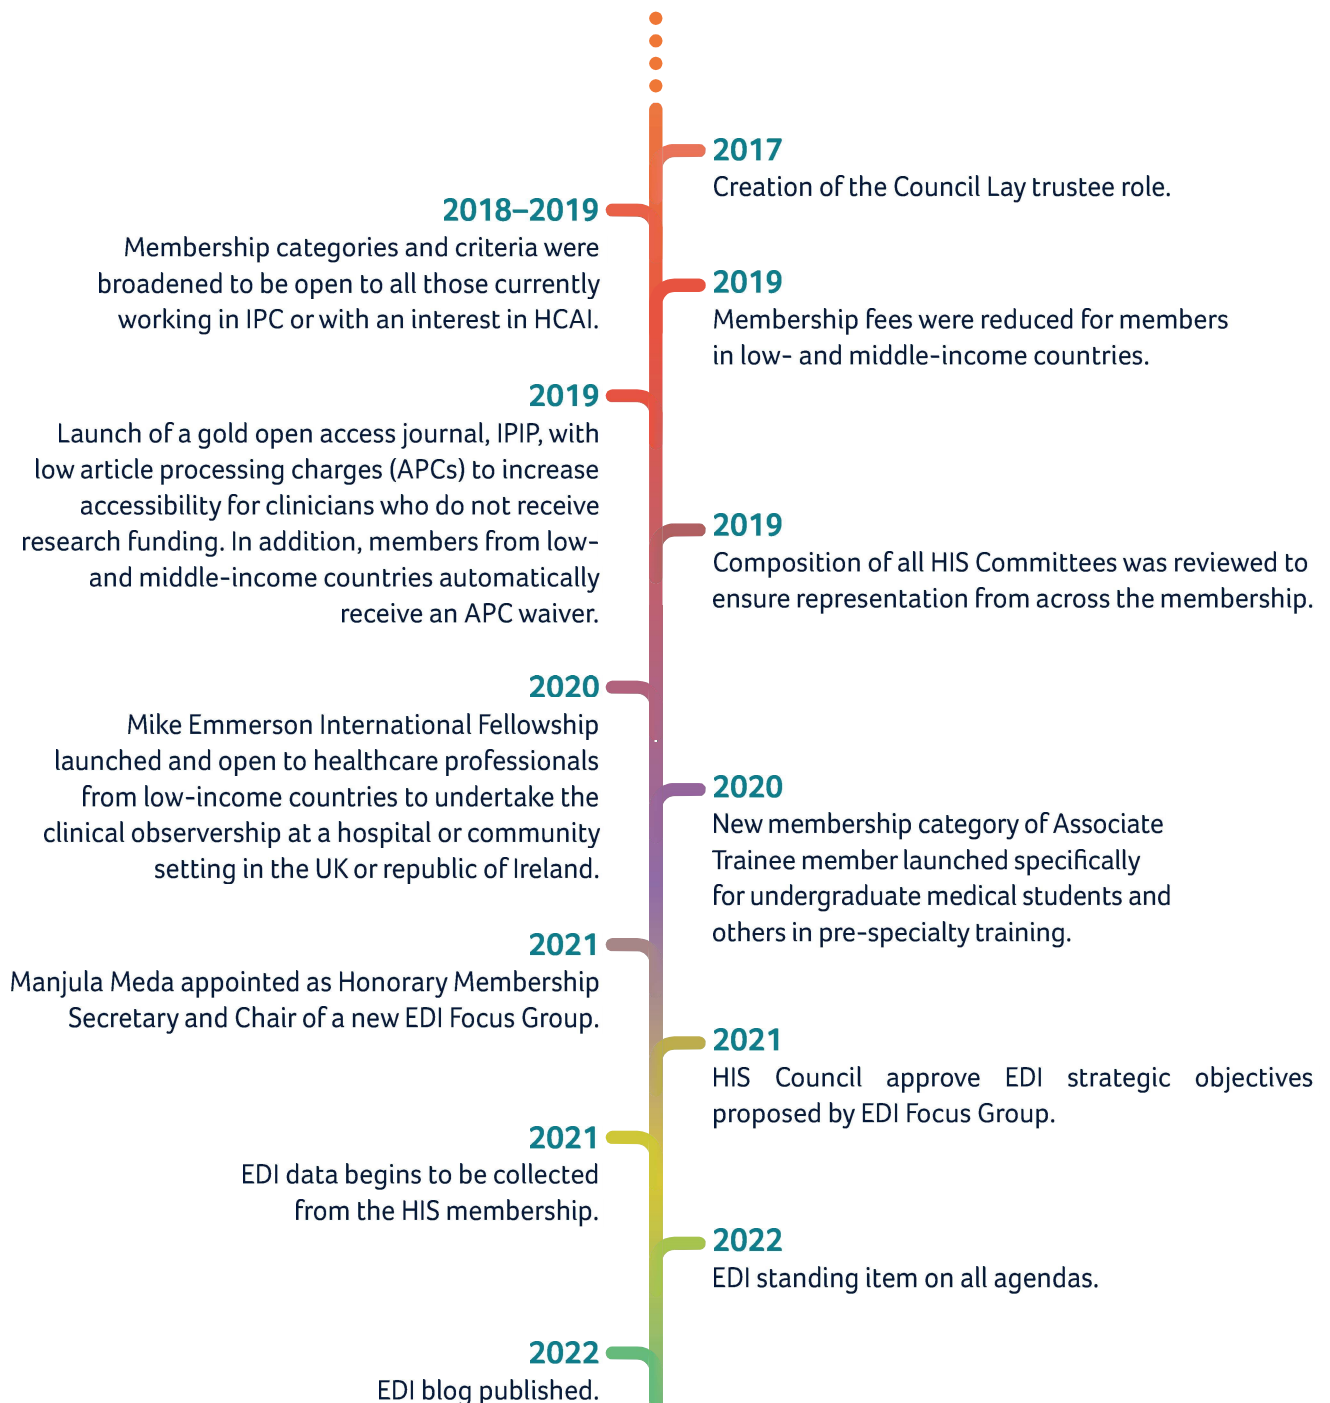 2017
Creation of the Council Lay trustee role.
2018–2019
Membership categories and criteria were
broadened to be open to all those currently
working in IPC or with an interest in HCAI.
2019
Membership fees were reduced for members
in low- and middle-income countries.
2019
Launch of a gold open access journal, IPIP, with
low article processing charges (APCs) to increase
accessibility for clinicians who do not receive
research funding. In addition, members from low-
and middle-income countries automatically
receive an APC waiver.
2019
Composition of all HIS Committees was reviewed to
ensure representation from across the membership.
2020
Mike Emmerson International Fellowship
launched and open to healthcare professionals
from low-income countries to undertake the
clinical observership at a hospital or community
setting in the UK or republic of Ireland.
2020
New membership category of Associate
Trainee member launched specifically
for undergraduate medical students and
others in pre-specialty training.
2021
Manjula Meda appointed as Honorary Membership
Secretary and Chair of a new EDI Focus Group.
2021
HIS Council approve EDI strategic objectives
proposed by EDI Focus Group.
2021
EDI data begins to be collected
from the HIS membership.
2022
EDI standing item on all agendas.
2022
EDI blog published.